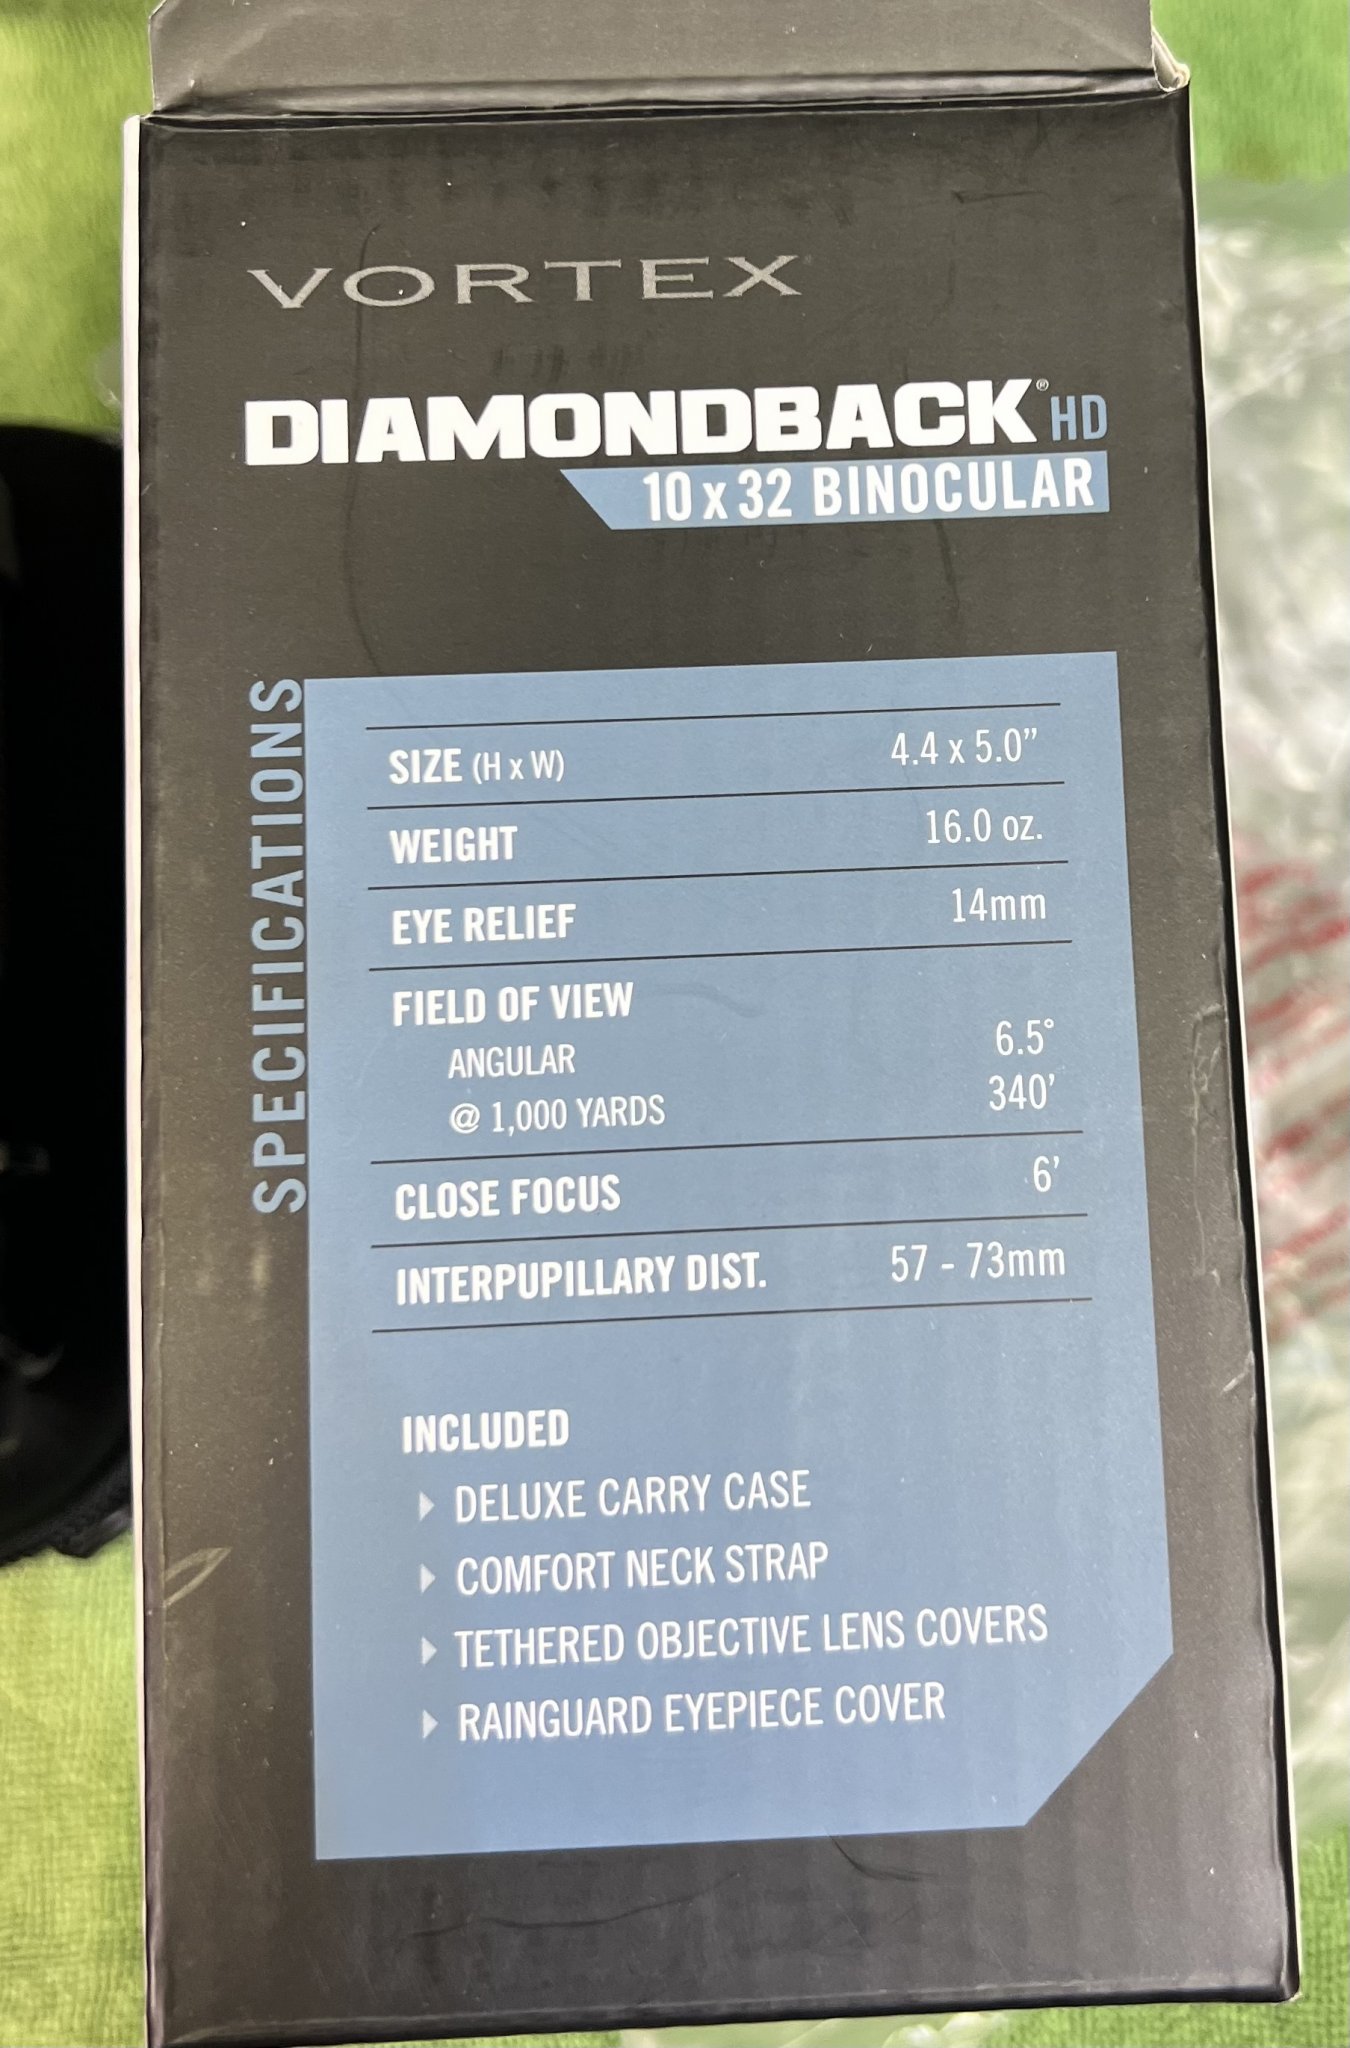 VORTEX
DIAMONDBACK® HD
10 x 32 BINOCULAR
SPECIFICATIONS
SIZE (H x W) 4.4 x 5.0”
WEIGHT 16.0 oz.
EYE RELIEF 14mm
FIELD OF VIEW
ANGULAR 6.5°
@ 1,000 YARDS 340’
CLOSE FOCUS 6’
INTERPUPILLARY DIST. 57 - 73mm
INCLUDED
DELUXE CARRY CASE
COMFORT NECK STRAP
TETHERED OBJECTIVE LENS COVERS
RAINGUARD EYEPIECE COVER